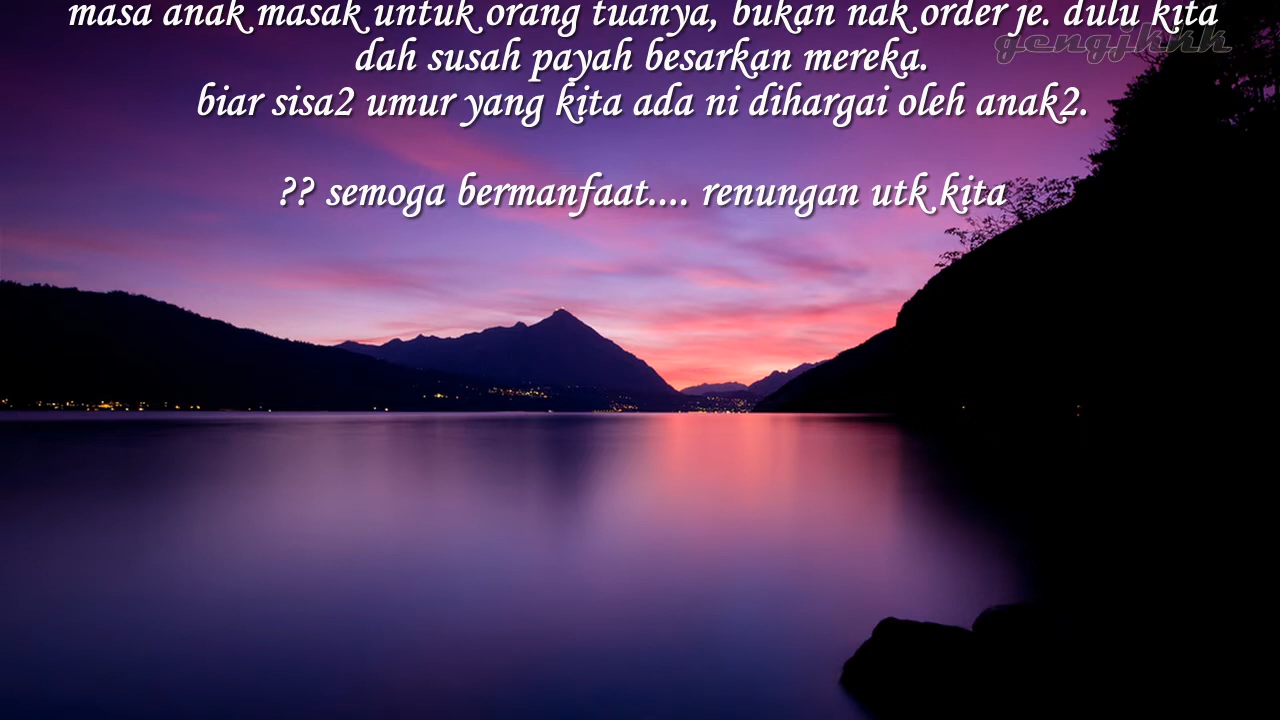 masa anak masak untuk orang tuanya, bukan nak order je. dulu kita
gengjknk
dah susah payah besarkan mereka.
biar sisa2 umur yang kita ada ni dihargai oleh anak2.
?? semoga bermanfaat.... renungan utk kita